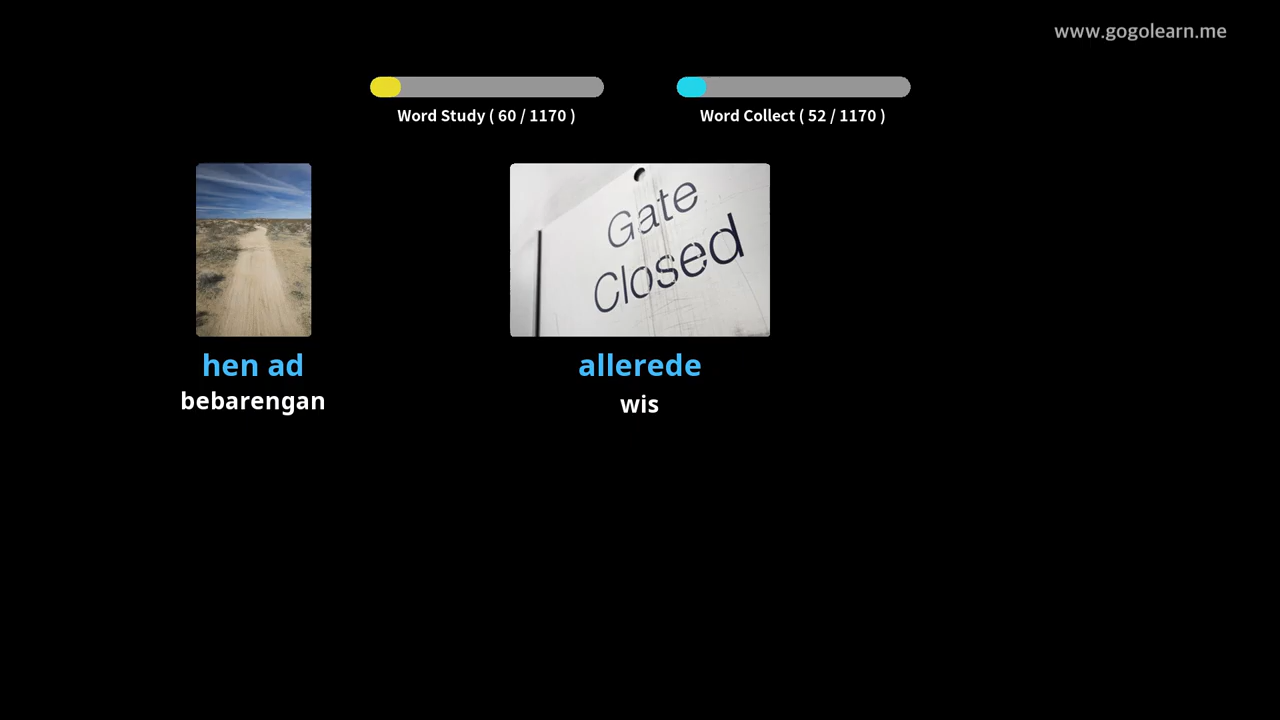 www.gogolearn.me
Word Study ( 60 / 1170 )
Word Collect ( 52 / 1170 )
Gate
Closed
hen ad
bebarengan
allerede
wis